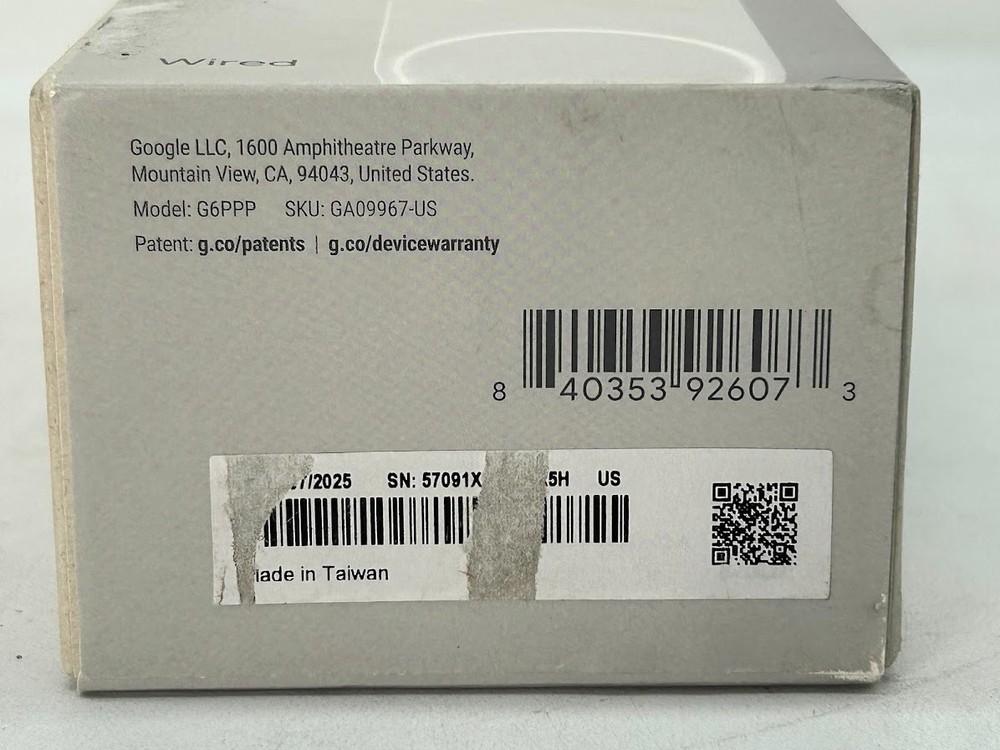 Wired
Google LLC, 1600 Amphitheatre Parkway,
Mountain View, CA, 94043, United States.
Model: G6PPP SKU: GA09967-US
Patent: g.co/patents | g.co/devicewarranty
8 40353 92607 3
/2025 SN: 57091X 5H US
ade in Taiwan